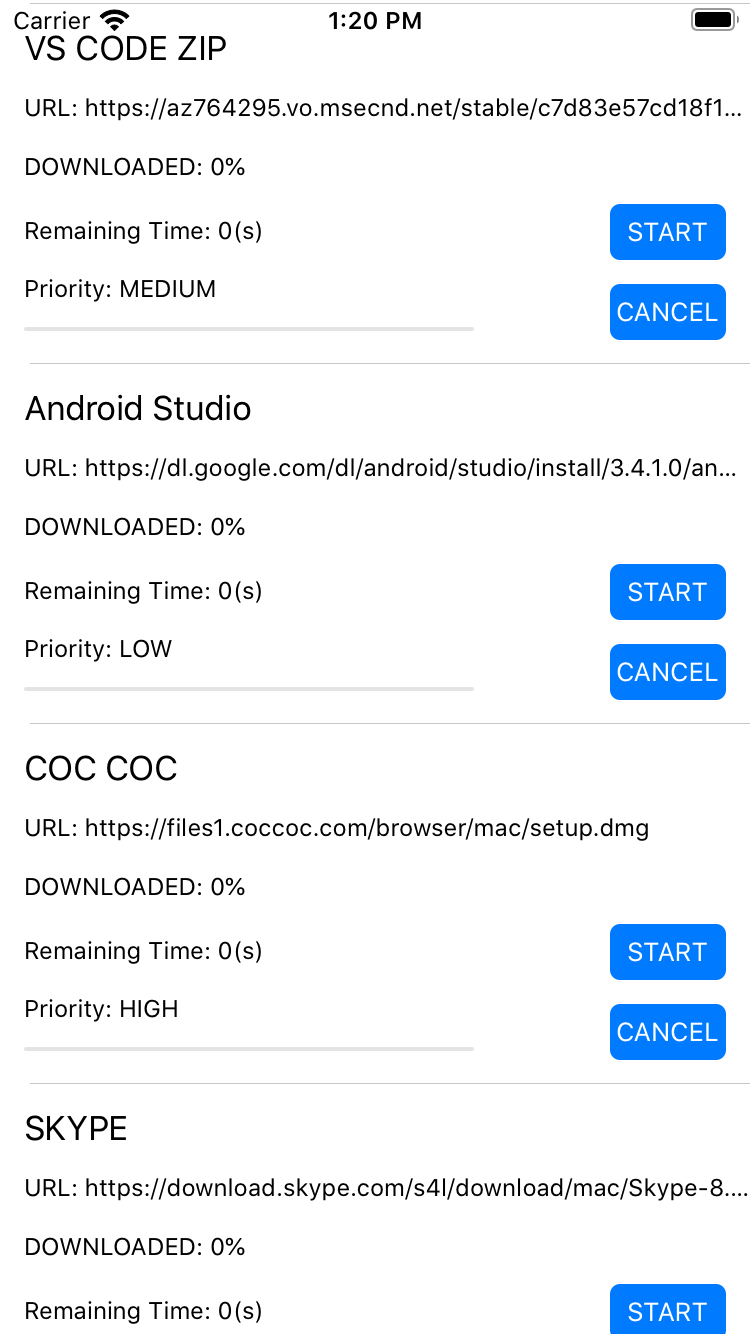 Carrier 1:20 PM
VS CODE ZIP
URL: https://az764295.vo.msecnd.net/stable/c7d83e57cd18f1...
DOWNLOADED: 0%
Remaining Time: 0(s) START
Priority: MEDIUM
CANCEL
Android Studio
URL: https://dl.google.com/dl/android/studio/install/3.4.1.0/an...
DOWNLOADED: 0%
Remaining Time: 0(s) START
Priority: LOW
CANCEL
COC COC
URL: https://files1.coccoc.com/browser/mac/setup.dmg
DOWNLOADED: 0%
Remaining Time: 0(s) START
Priority: HIGH
CANCEL
SKYPE
URL: https://download.skype.com/s4l/download/mac/Skype-8....
DOWNLOADED: 0%
Remaining Time: 0(s) START